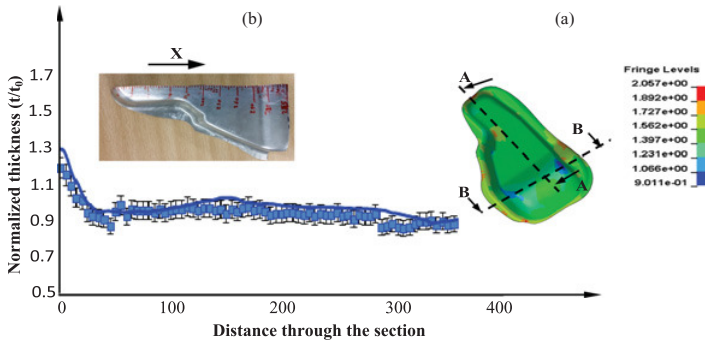 (b)
(a)
X
A
B
B
A
Fringe Levels
2.057e+00
1.892e+00
1.727e+00
1.562e+00
1.397e+00
1.231e+00
1.066e+00
9.011e-01
Normalized thickness (t/t0)
1.7
1.5
1.3
1.1
0.9
0.7
0.5
0
100
200
300
400
Distance through the section